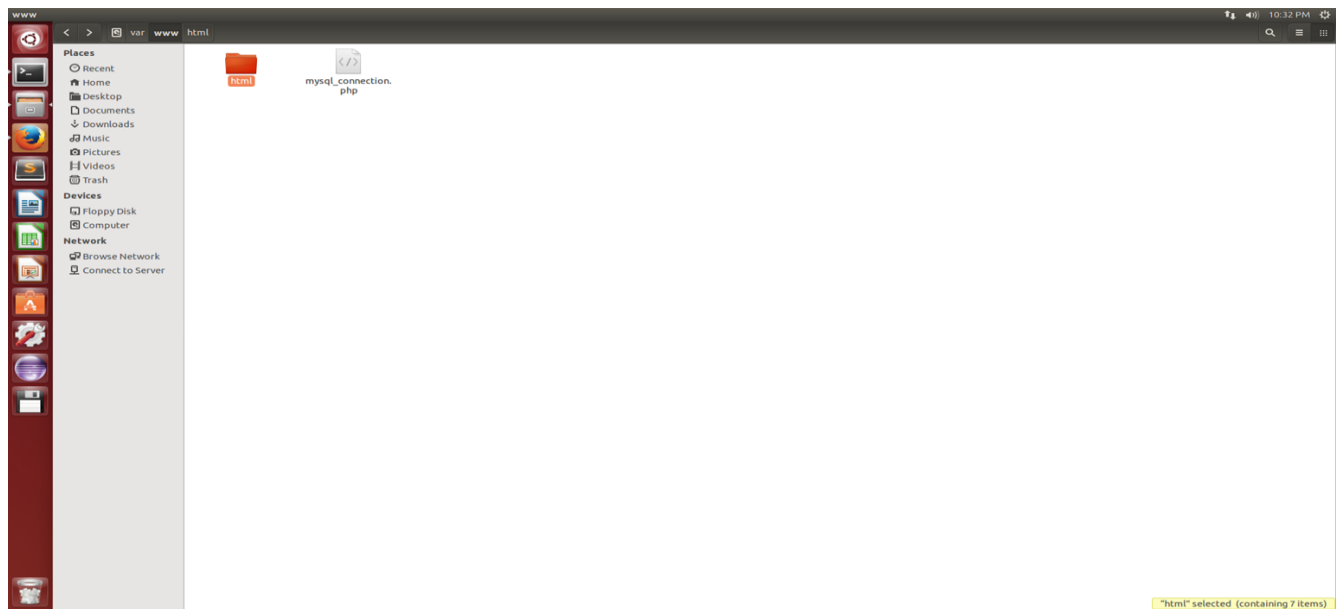 www
10:32 PM
var www html
Places
Recent
Home
Desktop
Documents
Downloads
Music
Pictures
Videos
Trash
Devices
Floppy Disk
Computer
Network
Browse Network
Connect to Server
html
mysql_connection.
php
"html" selected (containing 7 items)